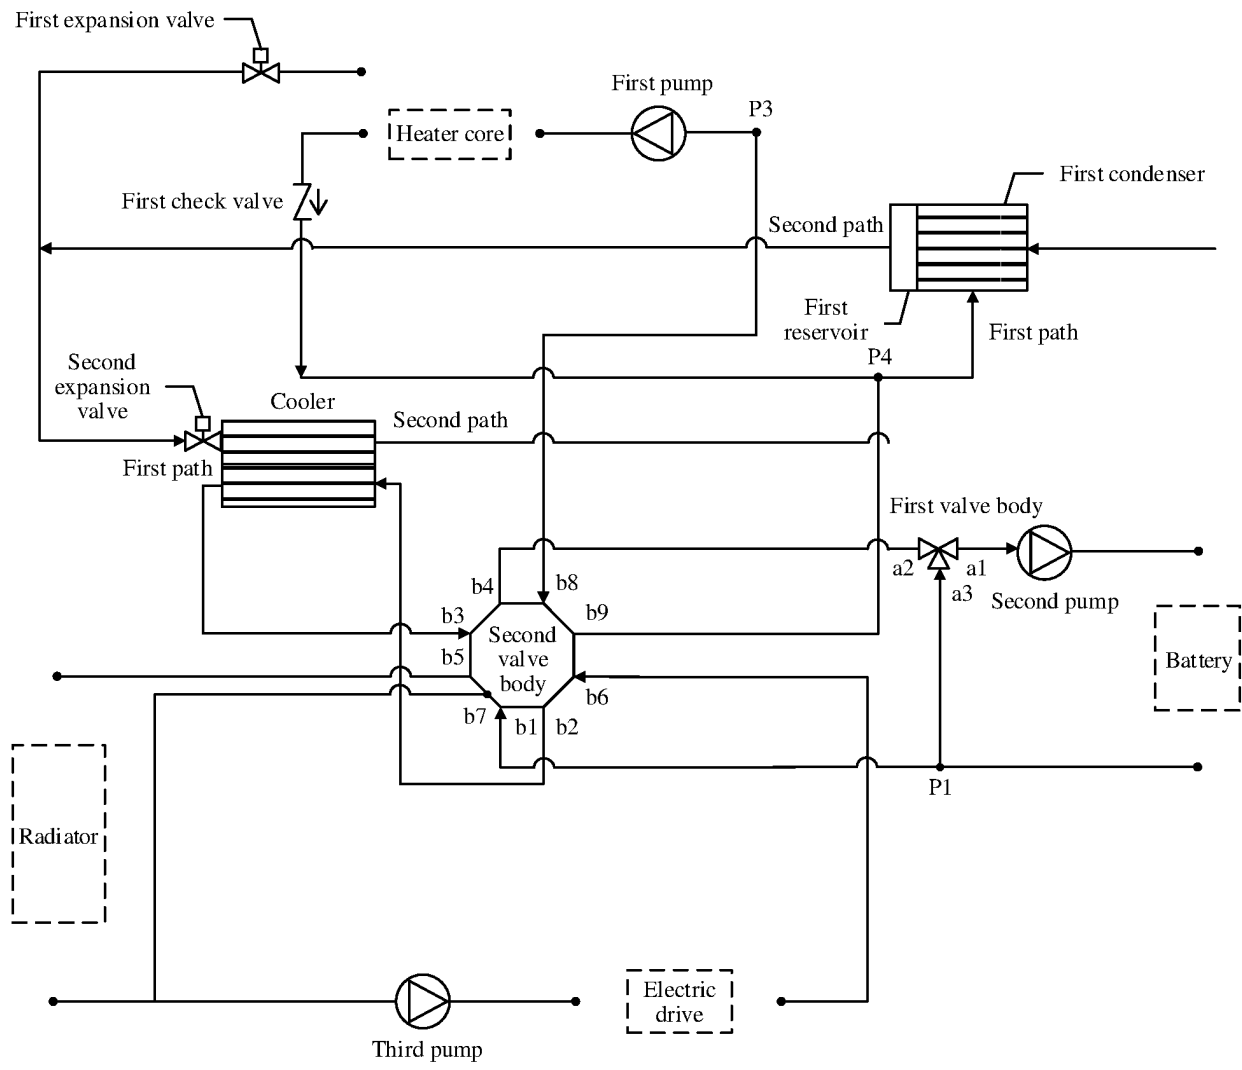 First expansion valve
First pump
P3
Heater core
First condenser
First check valve
Second path
First
reservoir
First path
P4
Second
expansion
valve
Cooler
Second path
First path
First valve body
a2
a1
a3
Second pump
b4
b8
b3
b9
Second
valve
body
b5
b6
b7
b1
b2
Battery
P1
Radiator
Electric
drive
Third pump